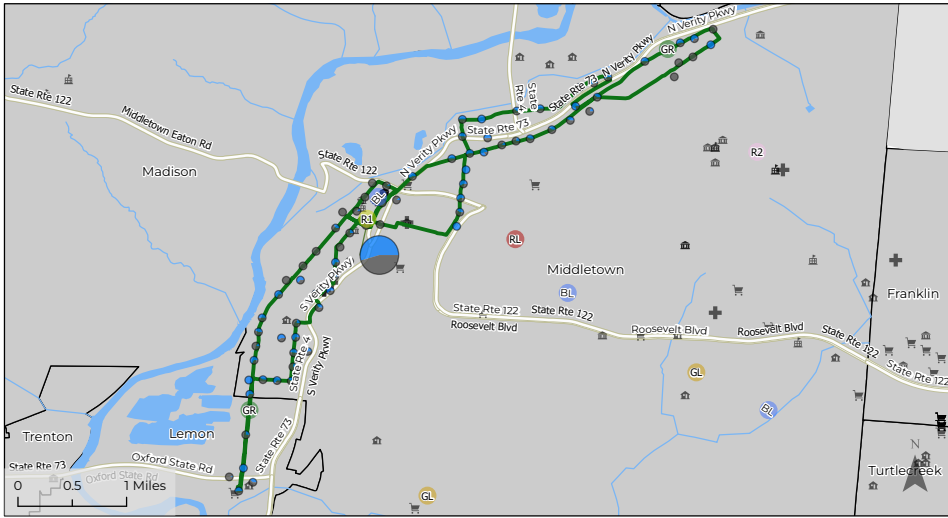 N Verity Pkwy
GR
N Verity Pkwy
State Rte 73
State Rte 4
State Rte 122
Middletown Eaton Rd
State Rte 73
N Verity Pkwy
State Rte 122
Madison
R2
BL
R1
RL
Middletown
S Verity Pkwy
BL
Franklin
State Rte 122
State Rte 122
Roosevelt Blvd
Roosevelt Blvd
Roosevelt Blvd
State Rte 122
State Rte 4
S Verity Pkwy
GL
State Rte 122
GR
BL
Trenton
Lemon
State Rte 73
N
State Rte 73
Oxford State Rd
Oxford State Rd
Turtlecreek
0 0.5 1 Miles
GL